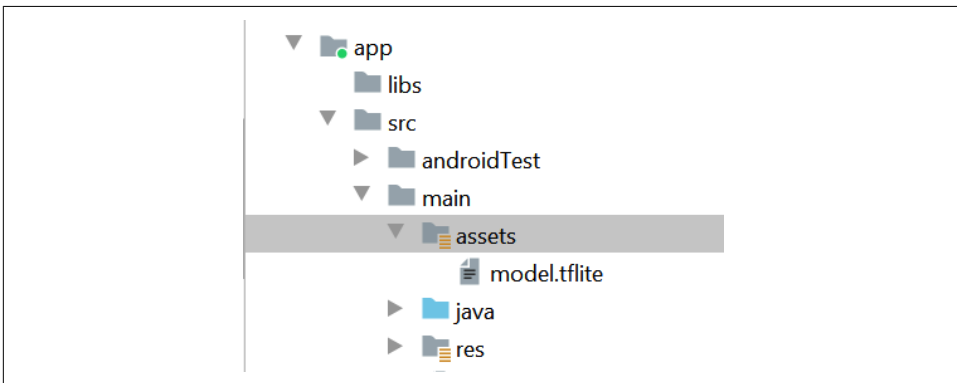 app
libs
src
androidTest
main
assets
model.tflite
java
res